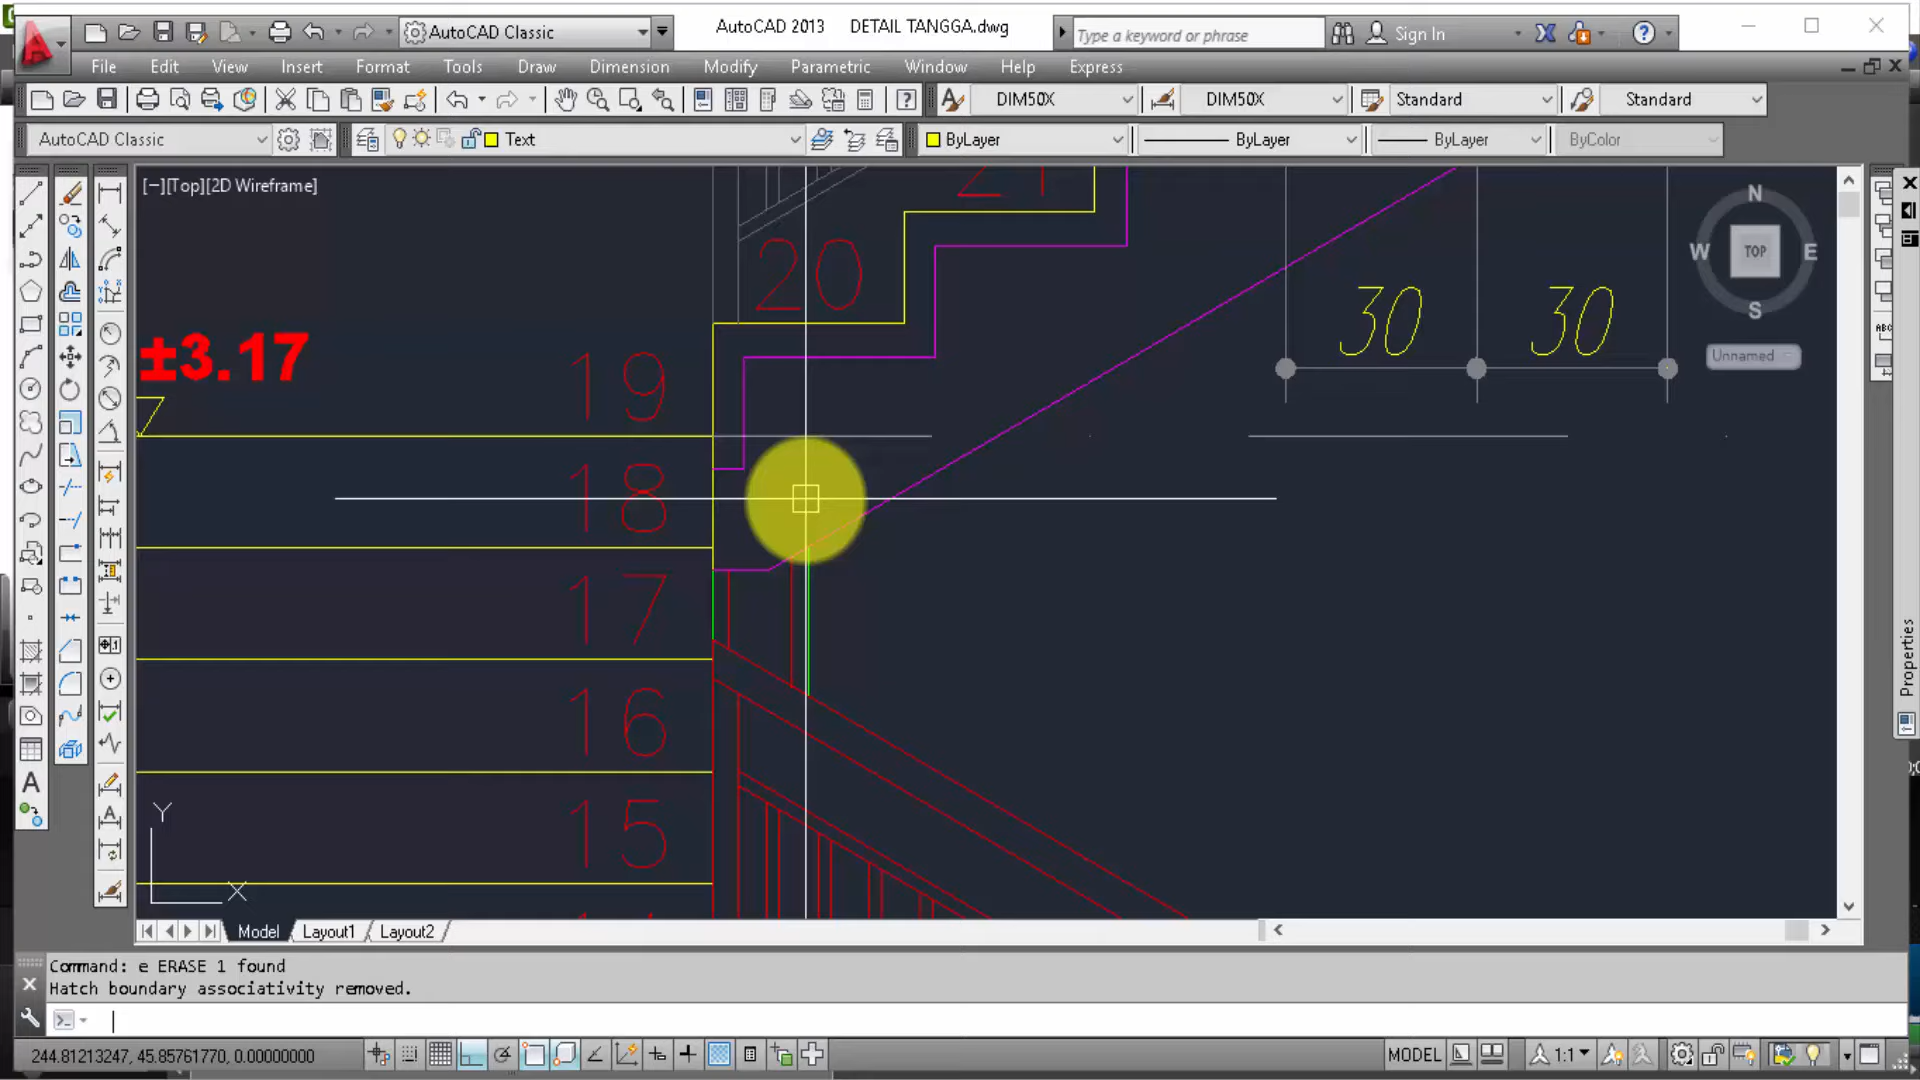 AutoCAD Classic
AutoCAD 2013 DETAIL TANGGA.dwg
Type a keyword or phrase
Sign In
File Edit View Insert Format Tools Draw Dimension Modify Parametric Window Help Express
DIM50X DIM50X Standard Standard
AutoCAD Classic Text ByLayer ByLayer ByLayer ByColor
[−][Top][2D Wireframe]
N
W TOP E
S
Unnamed
21
20
30 30
±3.17
19
18
17
16
15
Y
X
Properties
Model Layout1 Layout2
Command: e ERASE 1 found
Hatch boundary associativity removed.
244.81213247, 45.85761770, 0.00000000
MODEL 1:1